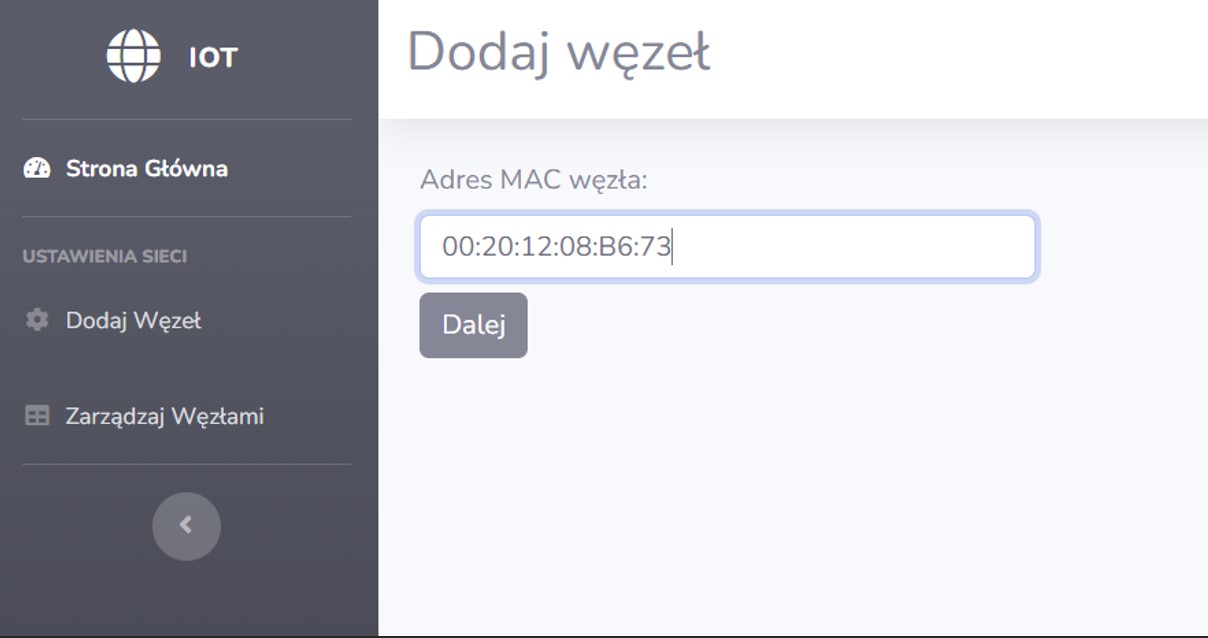 IOT
Strona Główna
USTAWIENIA SIECI
Dodaj Węzeł
Zarządzaj Węzłami
Dodaj węzeł
Adres MAC węzła:
00:20:12:08:B6:73
Dalej